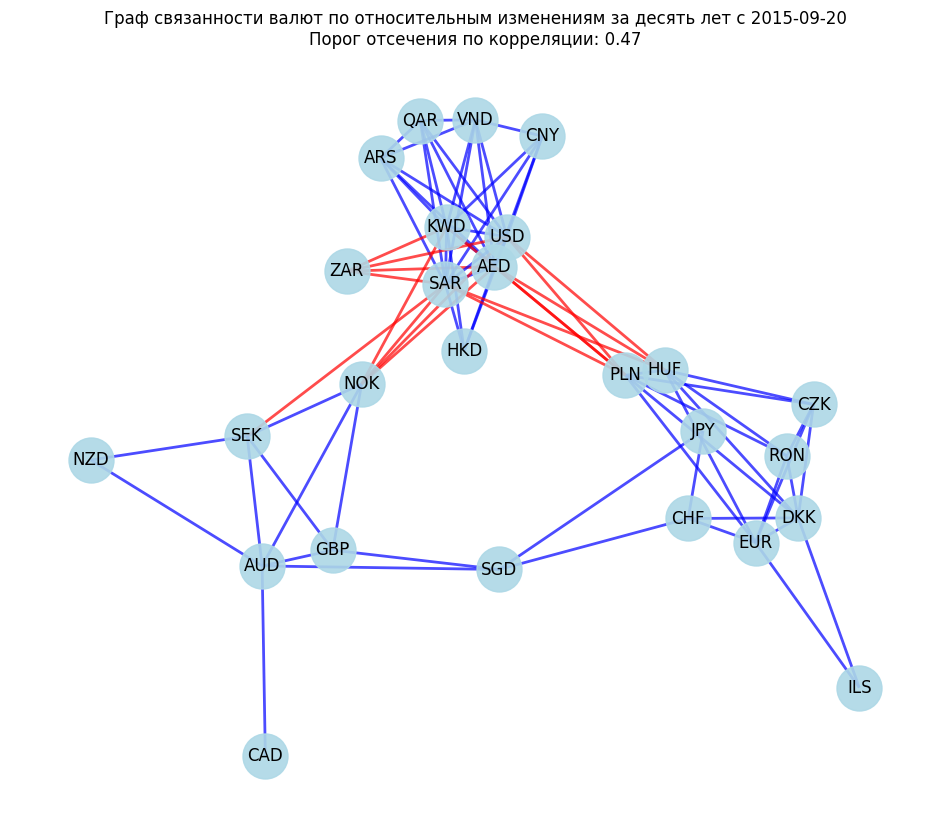 Граф связанности валют по относительным изменениям за десять лет с 2015-09-20
Порог отсечения по корреляции: 0.47
QAR
VND
CNY
ARS
KWD
USD
ZAR
AED
SAR
HKD
NOK
PLN
HUF
CZK
SEK
JPY
NZD
RON
CHF
DKK
GBP
EUR
AUD
SGD
ILS
CAD